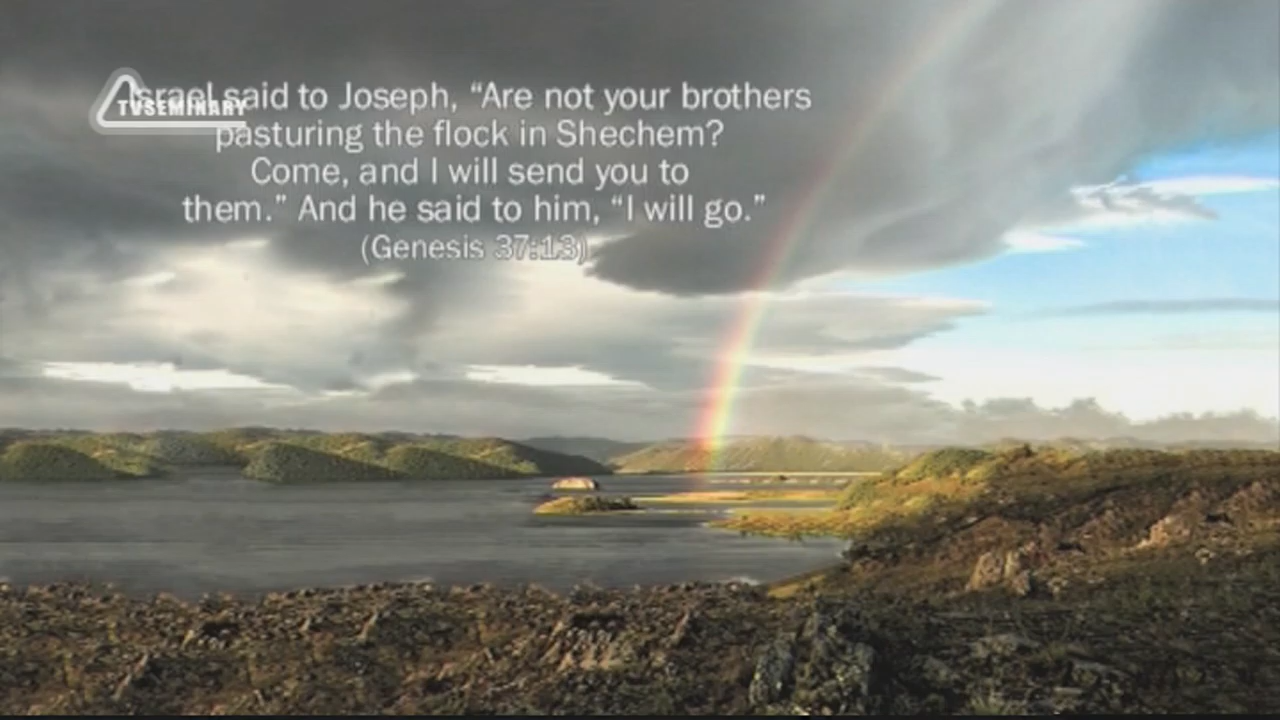 Israel said to Joseph, “Are not your brothers
TVSEMINARY
pasturing the flock in Shechem?
Come, and I will send you to
them.” And he said to him, “I will go.”
(Genesis 37:13)